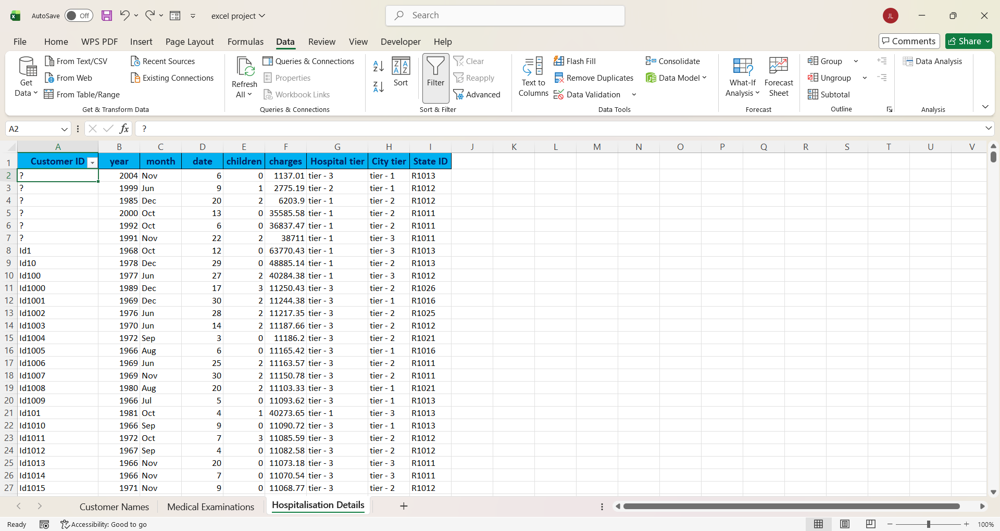 AutoSave Off excel project Search JL
File Home WPS PDF Insert Page Layout Formulas Data Review View Developer Help Comments Share
Get Data From Text/CSV From Web From Table/Range Recent Sources Existing Connections
Get & Transform Data
Refresh All Queries & Connections Properties Workbook Links
Queries & Connections
Sort Filter Clear Reapply Advanced
Sort & Filter
Text to Columns Flash Fill Remove Duplicates Data Validation Consolidate Data Model
Data Tools
What-If Analysis Forecast Sheet
Forecast
Group Ungroup Subtotal
Outline
Data Analysis
Analysis
A2 fx ?
A B C D E F G H I J K L M N O P Q R S T U V
1 Customer ID year month date children charges Hospital tier City tier State ID
2 ? 2004 Nov 6 0 1137.01 tier - 3 tier - 1 R1013
3 ? 1999 Jun 9 1 2775.19 tier - 2 tier - 1 R1012
4 ? 1985 Dec 20 2 6203.9 tier - 1 tier - 2 R1012
5 ? 2000 Oct 13 0 35585.58 tier - 1 tier - 2 R1011
6 ? 1992 Oct 6 0 36837.47 tier - 1 tier - 2 R1011
7 ? 1991 Nov 22 2 38711 tier - 1 tier - 3 R1011
8 Id1 1968 Oct 12 0 63770.43 tier - 1 tier - 3 R1013
9 Id10 1978 Dec 29 0 48885.14 tier - 1 tier - 2 R1013
10 Id100 1977 Jun 27 2 40284.38 tier - 1 tier - 3 R1012
11 Id1000 1989 Dec 17 3 11250.43 tier - 3 tier - 2 R1026
12 Id1001 1969 Dec 30 2 11244.38 tier - 3 tier - 1 R1016
13 Id1002 1976 Jun 28 2 11217.35 tier - 3 tier - 2 R1025
14 Id1003 1970 Jun 14 2 11187.66 tier - 3 tier - 2 R1012
15 Id1004 1972 Sep 3 0 11186.2 tier - 3 tier - 2 R1021
16 Id1005 1966 Aug 6 0 11165.42 tier - 3 tier - 1 R1016
17 Id1006 1969 Jun 25 2 11163.57 tier - 3 tier - 2 R1011
18 Id1007 1969 Nov 30 2 11150.78 tier - 3 tier - 2 R1011
19 Id1008 1980 Aug 20 2 11103.33 tier - 3 tier - 1 R1021
20 Id1009 1966 Jul 5 0 11093.62 tier - 3 tier - 1 R1013
21 Id101 1981 Oct 4 1 40273.65 tier - 1 tier - 3 R1013
22 Id1010 1966 Sep 9 0 11090.72 tier - 3 tier - 1 R1013
23 Id1011 1972 Oct 7 3 11085.59 tier - 3 tier - 2 R1012
24 Id1012 1967 Sep 4 0 11082.58 tier - 3 tier - 2 R1012
25 Id1013 1966 Nov 20 0 11073.18 tier - 3 tier - 3 R1011
26 Id1014 1966 Nov 7 0 11070.54 tier - 3 tier - 3 R1011
27 Id1015 1971 Nov 9 0 11068.77 tier - 3 tier - 2 R1012
Customer Names Medical Examinations Hospitalisation Details
Ready Accessibility: Good to go 100%